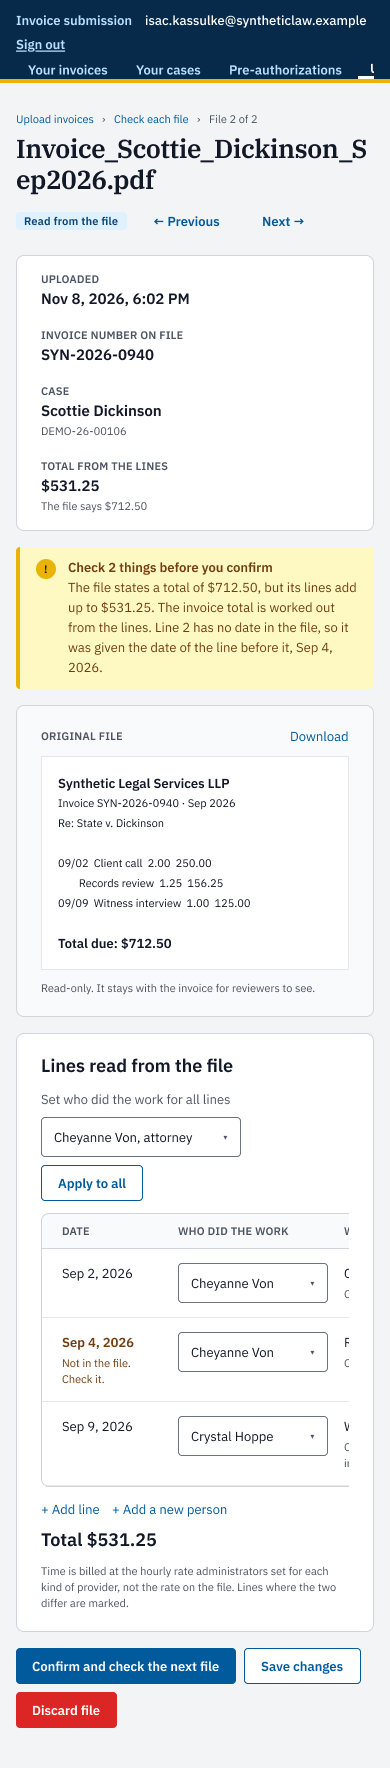 Invoice submission isac.kassulke@syntheticlaw.example
Sign out
Your invoices Your cases Pre-authorizations
Upload invoices › Check each file › File 2 of 2
Invoice_Scottie_Dickinson_S
ep2026.pdf
Read from the file ← Previous Next →
UPLOADED
Nov 8, 2026, 6:02 PM
INVOICE NUMBER ON FILE
SYN-2026-0940
CASE
Scottie Dickinson
DEMO-26-00106
TOTAL FROM THE LINES
$531.25
The file says $712.50
! Check 2 things before you confirm
The file states a total of $712.50, but its lines add
up to $531.25. The invoice total is worked out
from the lines. Line 2 has no date in the file, so it
was given the date of the line before it, Sep 4,
2026.
ORIGINAL FILE Download
Synthetic Legal Services LLP
Invoice SYN-2026-0940 · Sep 2026
Re: State v. Dickinson
09/02 Client call 2.00 250.00
Records review 1.25 156.25
09/09 Witness interview 1.00 125.00
Total due: $712.50
Read-only. It stays with the invoice for reviewers to see.
Lines read from the file
Set who did the work for all lines
Cheyanne Von, attorney
Apply to all
DATE WHO DID THE WORK
Sep 2, 2026 Cheyanne Von
Sep 4, 2026 Cheyanne Von
Not in the file.
Check it.
Sep 9, 2026 Crystal Hoppe
+ Add line + Add a new person
Total $531.25
Time is billed at the hourly rate administrators set for each
kind of provider, not the rate on the file. Lines where the two
differ are marked.
Confirm and check the next file Save changes
Discard file